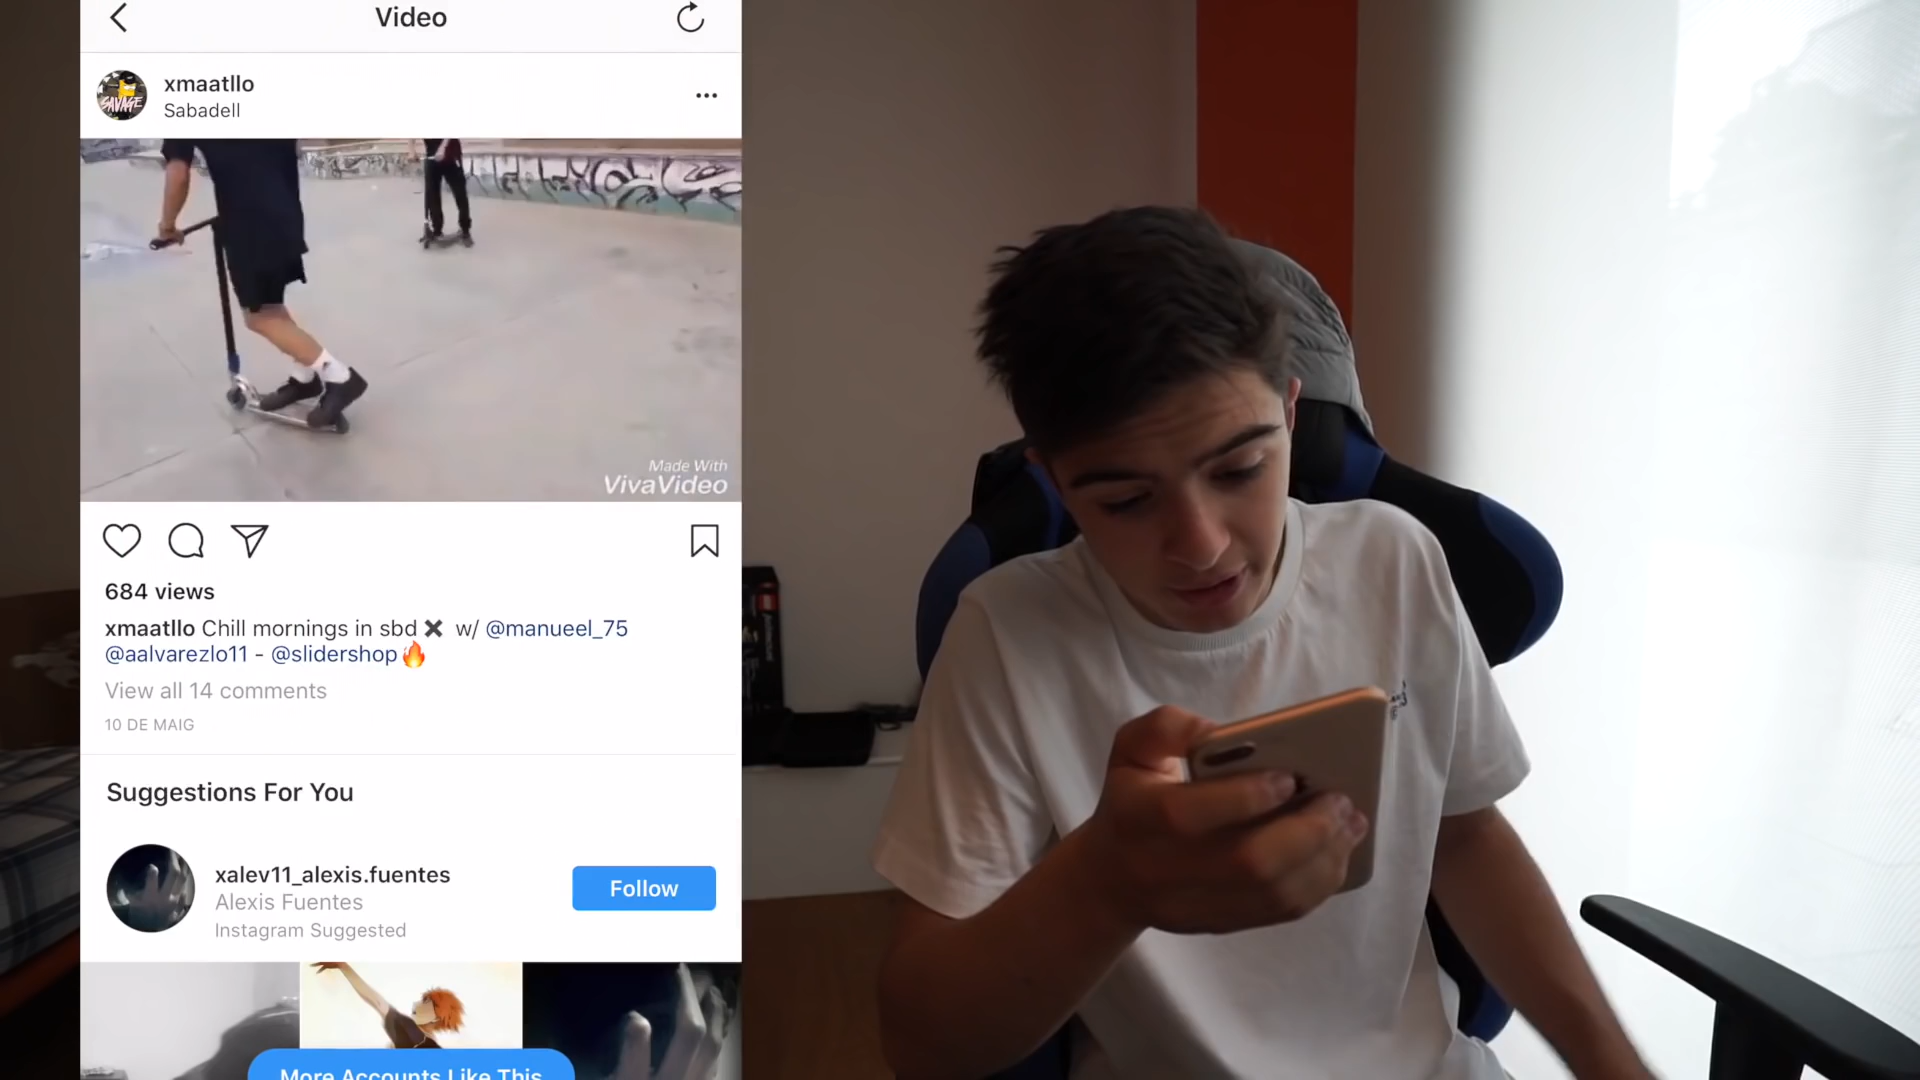 Video
xmaatllo
Sabadell
SAVAGE
Made With
VivaVideo
684 views
xmaatllo Chill mornings in sbd ✖ w/ @manueel_75
@aalvarezlo11 - @slidershop🔥
View all 14 comments
10 DE MAIG
Suggestions For You
xalev11_alexis.fuentes
Alexis Fuentes
Instagram Suggested
Follow
More Accounts Like This